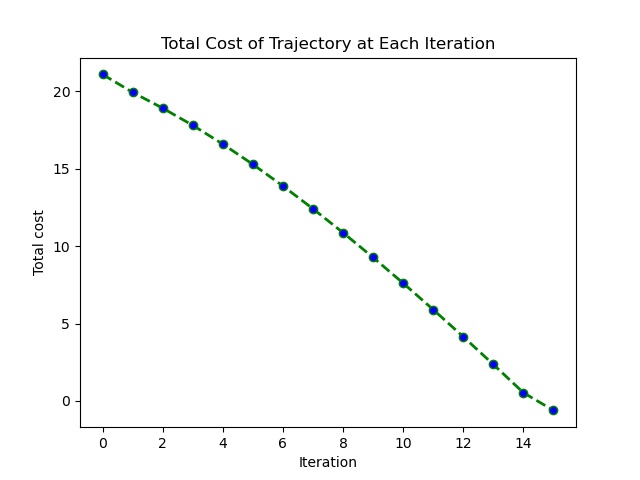 Total Cost of Trajectory at Each Iteration
20
15
10
5
0
Total cost
0 2 4 6 8 10 12 14
Iteration